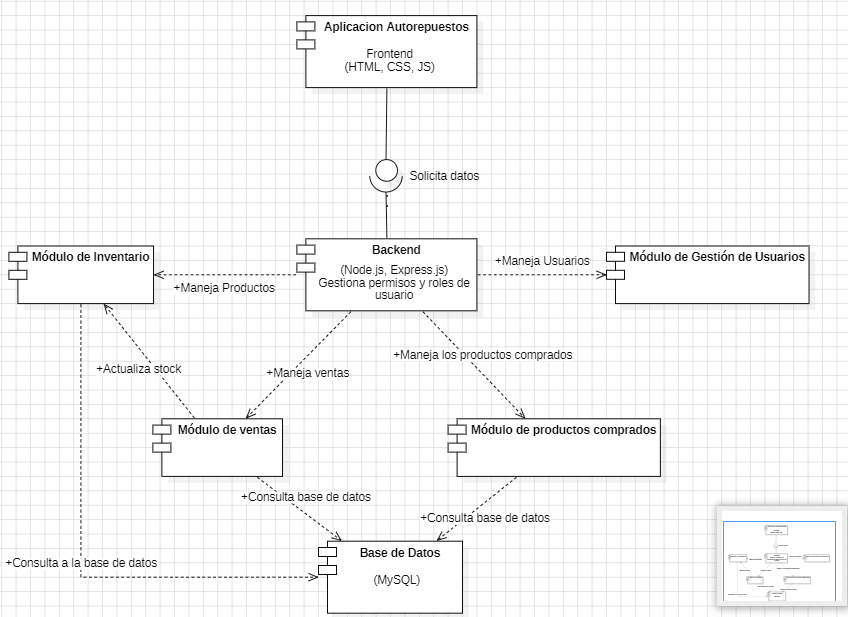 Aplicacion Autorepuestos
Frontend
(HTML, CSS, JS)
Solicita datos
Backend
(Node.js, Express.js)
Gestiona permisos y roles de
usuario
Módulo de Inventario
+Maneja Productos
+Maneja Usuarios
Módulo de Gestión de Usuarios
+Actualiza stock
+Maneja ventas
+Maneja los productos comprados
Módulo de ventas
Módulo de productos comprados
+Consulta base de datos
+Consulta base de datos
+Consulta a la base de datos
Base de Datos
(MySQL)